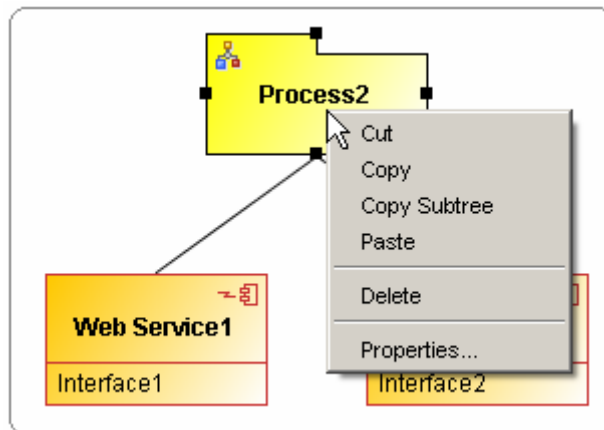 Process2
Cut
Copy
Copy Subtree
Paste
Delete
Properties...
Web Service1
Interface1
Interface2